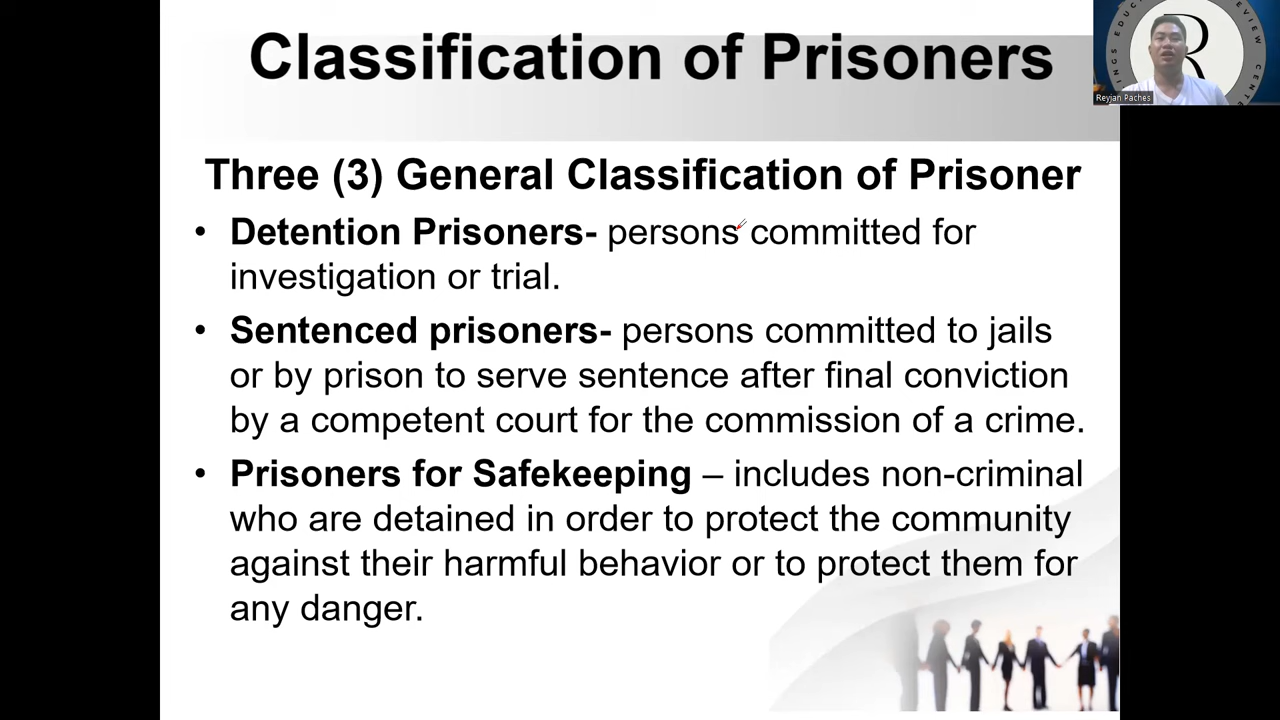 Classification of Prisoners
Three (3) General Classification of Prisoner
• Detention Prisoners- persons committed for
investigation or trial.
• Sentenced prisoners- persons committed to jails
or by prison to serve sentence after final conviction
by a competent court for the commission of a crime.
• Prisoners for Safekeeping – includes non-criminal
who are detained in order to protect the community
against their harmful behavior or to protect them for
any danger.
R
Reyjan Paches